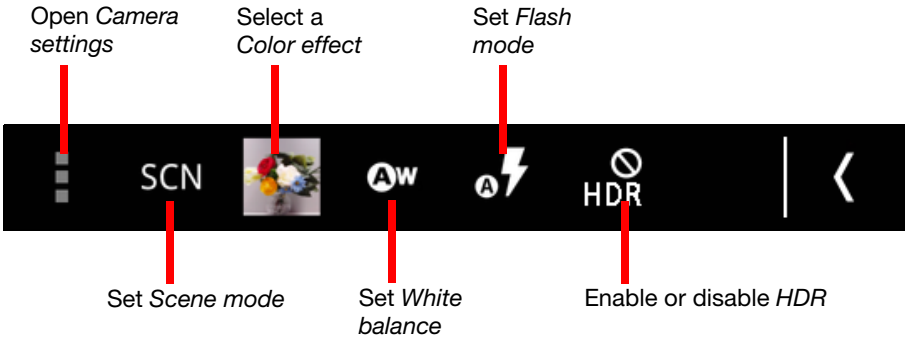 Open Camera
settings
Select a
Color effect
Set Flash
mode
SCN
AW
A
HDR
Set Scene mode
Set White
balance
Enable or disable HDR